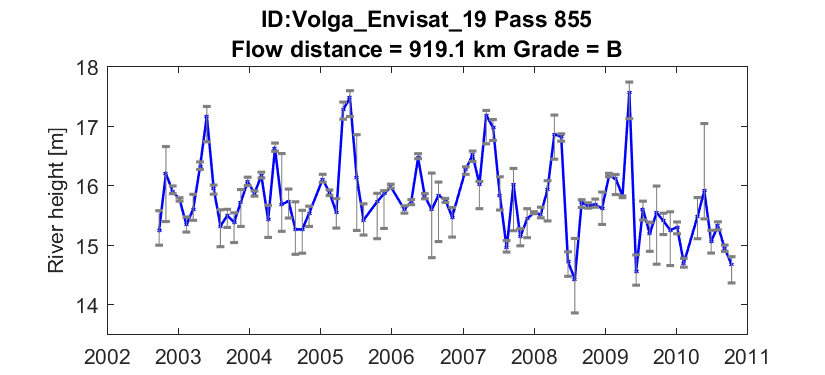 ID:Volga_Envisat_19 Pass 855
Flow distance = 919.1 km Grade = B
River height [m]
18
17
16
15
14
2002 2003 2004 2005 2006 2007 2008 2009 2010 2011